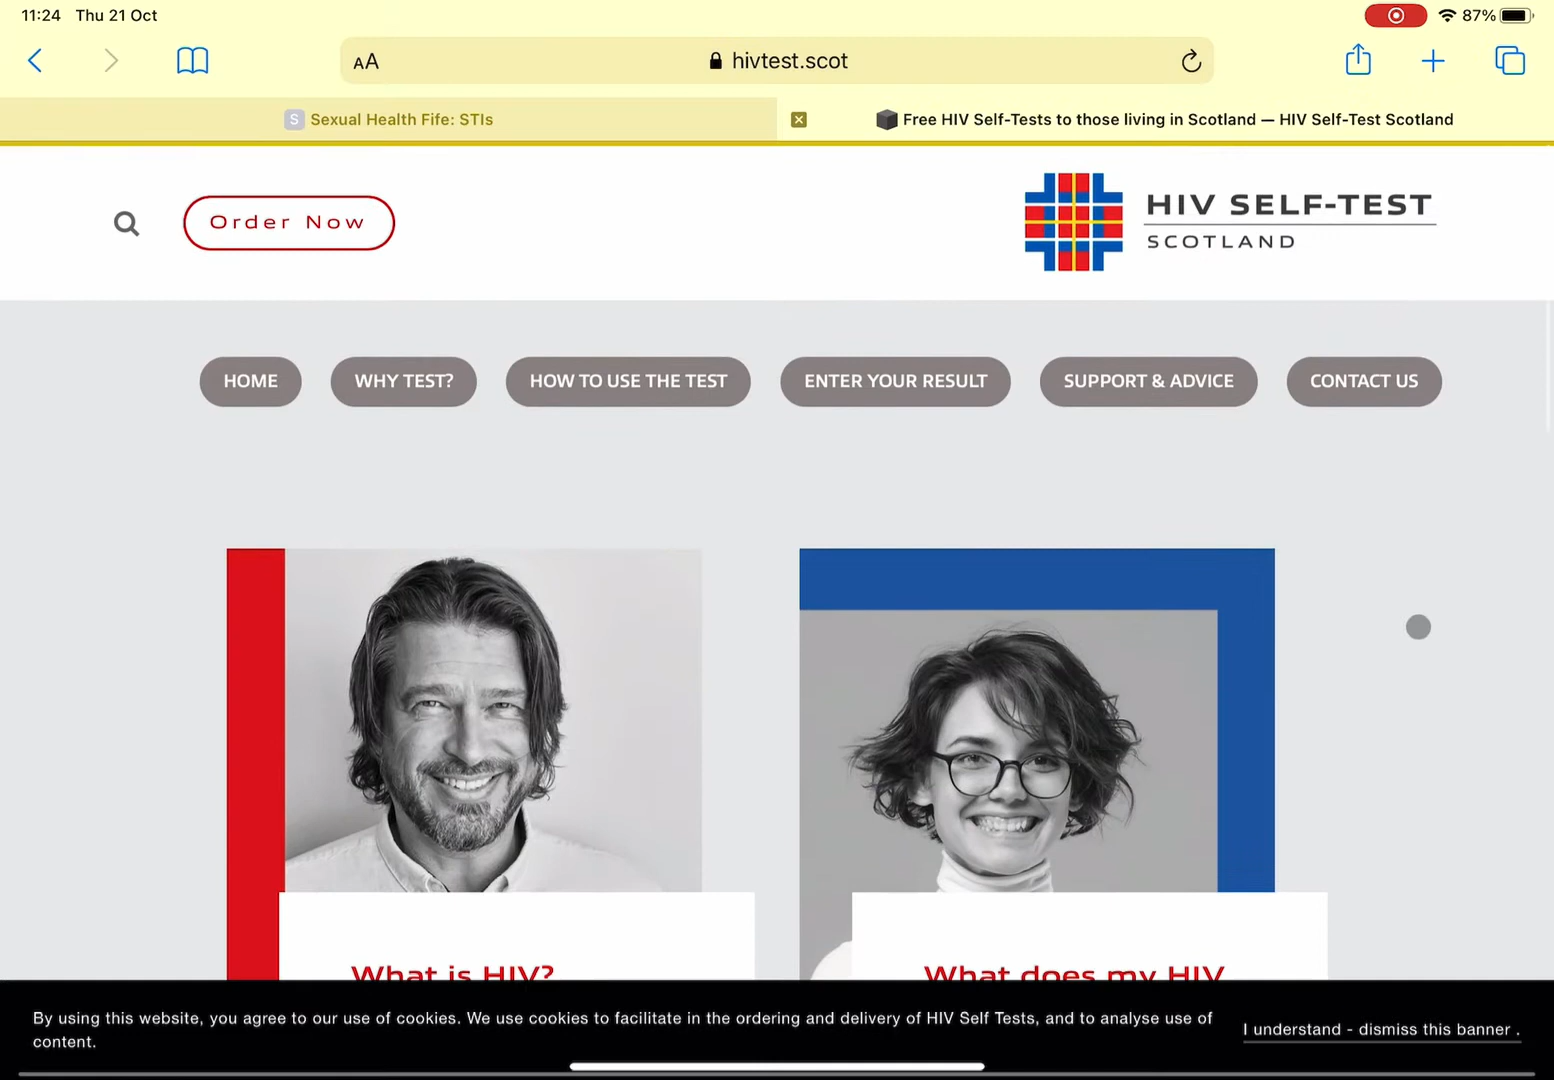 11:24 Thu 21 Oct
87%
AA
hivtest.scot
S Sexual Health Fife: STIs
Free HIV Self-Tests to those living in Scotland — HIV Self-Test Scotland
Order Now
HIV SELF-TEST
SCOTLAND
HOME
WHY TEST?
HOW TO USE THE TEST
ENTER YOUR RESULT
SUPPORT & ADVICE
CONTACT US
What is HIV?
What does my HIV
By using this website, you agree to our use of cookies. We use cookies to facilitate in the ordering and delivery of HIV Self Tests, and to analyse use of
content.
I understand - dismiss this banner .